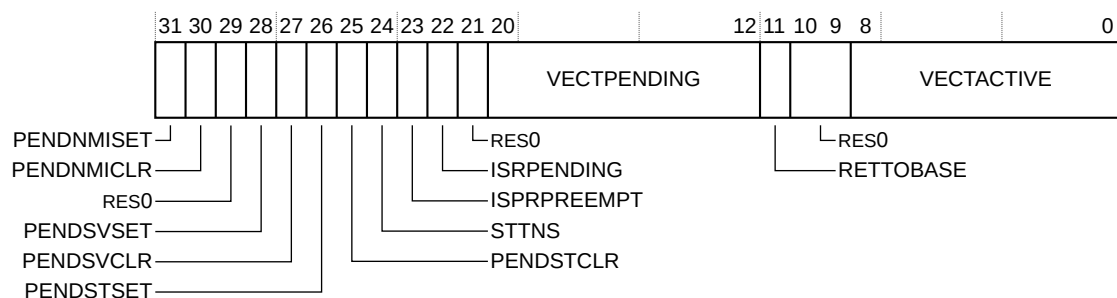 31 30 29 28 27 26 25 24 23 22 21 20 12 11 10 9 8 0
VECTPENDING VECTACTIVE
PENDNMISET RES0 RES0
PENDNMICLR ISRPENDING RETTOBASE
RES0 ISPRPREEMPT
PENDSVSET STTNS
PENDSVCLR PENDSTCLR
PENDSTSET